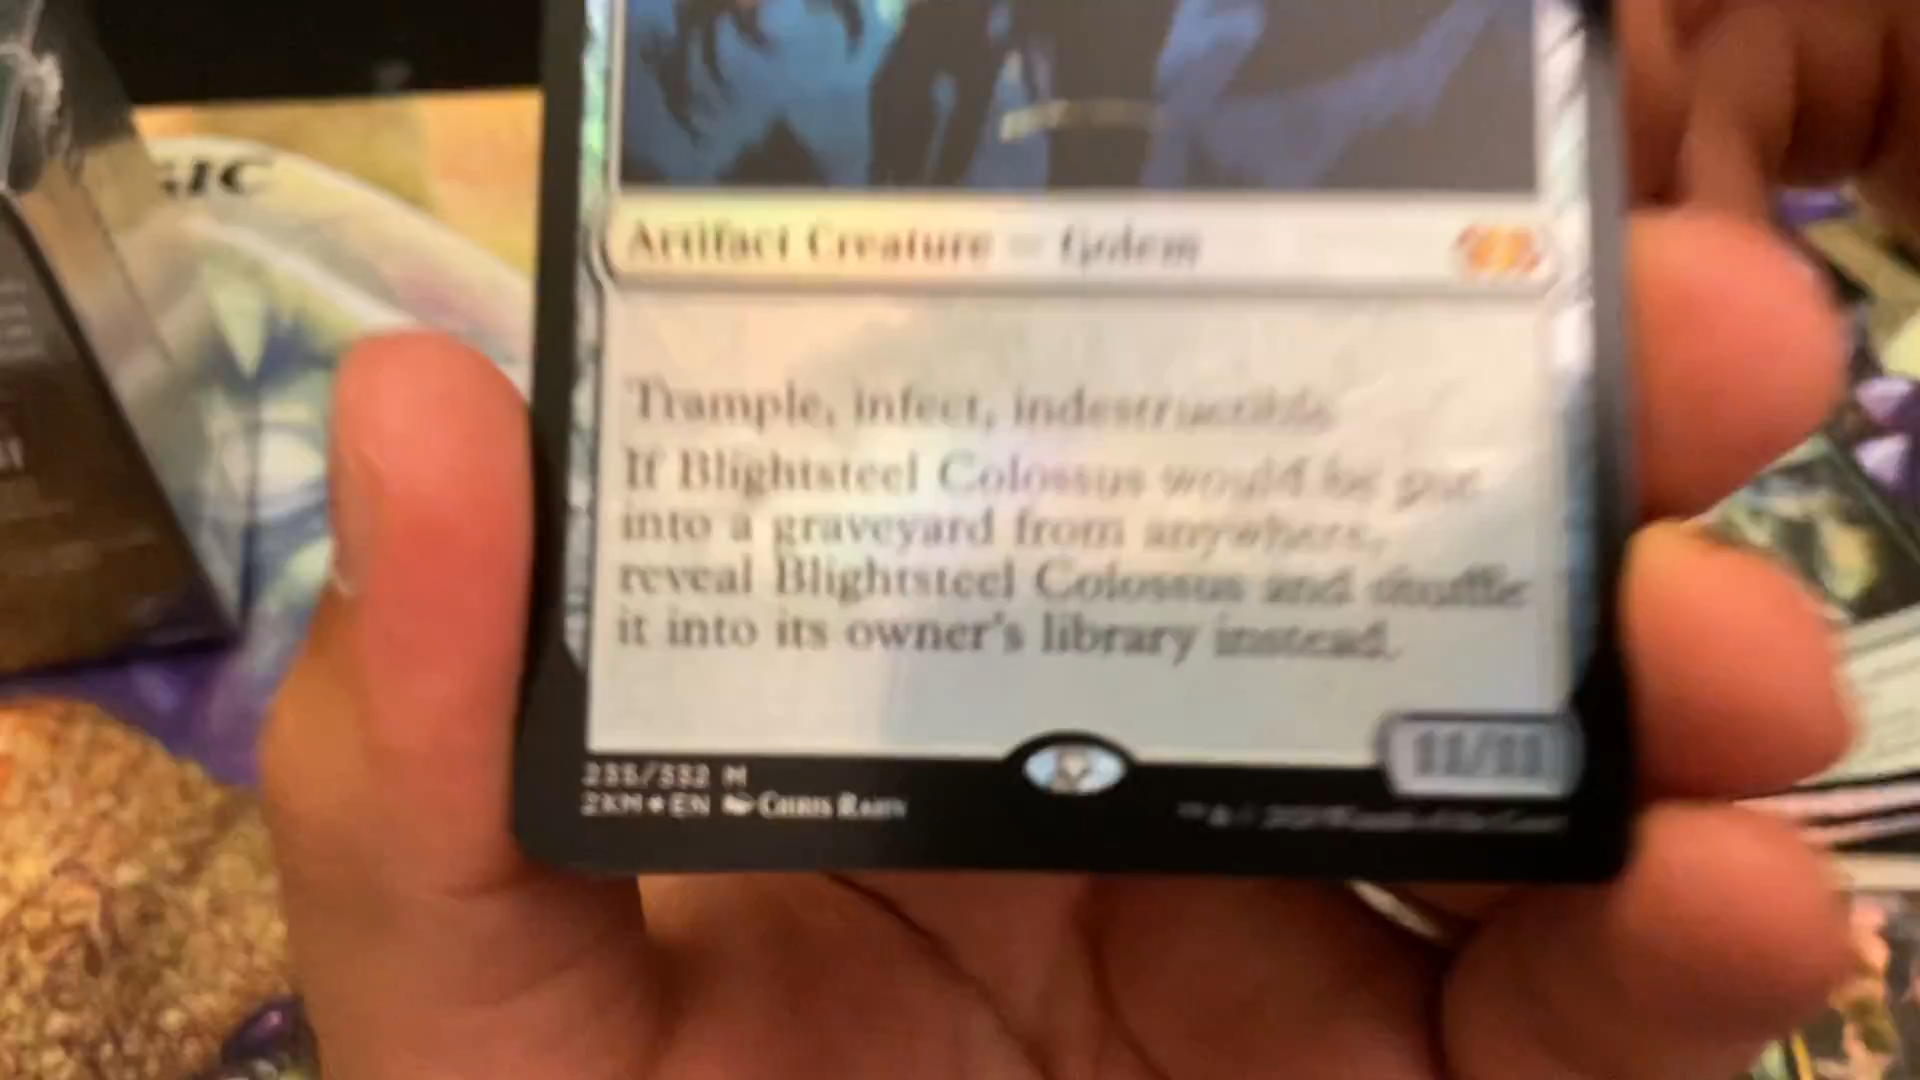 GIC
Artifact Creature — Golem
Trample, infect, indestructible
If Blightsteel Colossus would be put
into a graveyard from anywhere,
reveal Blightsteel Colossus and shuffle
it into its owner's library instead.
11/11
/332 M
2XM★EN Chris Rahn